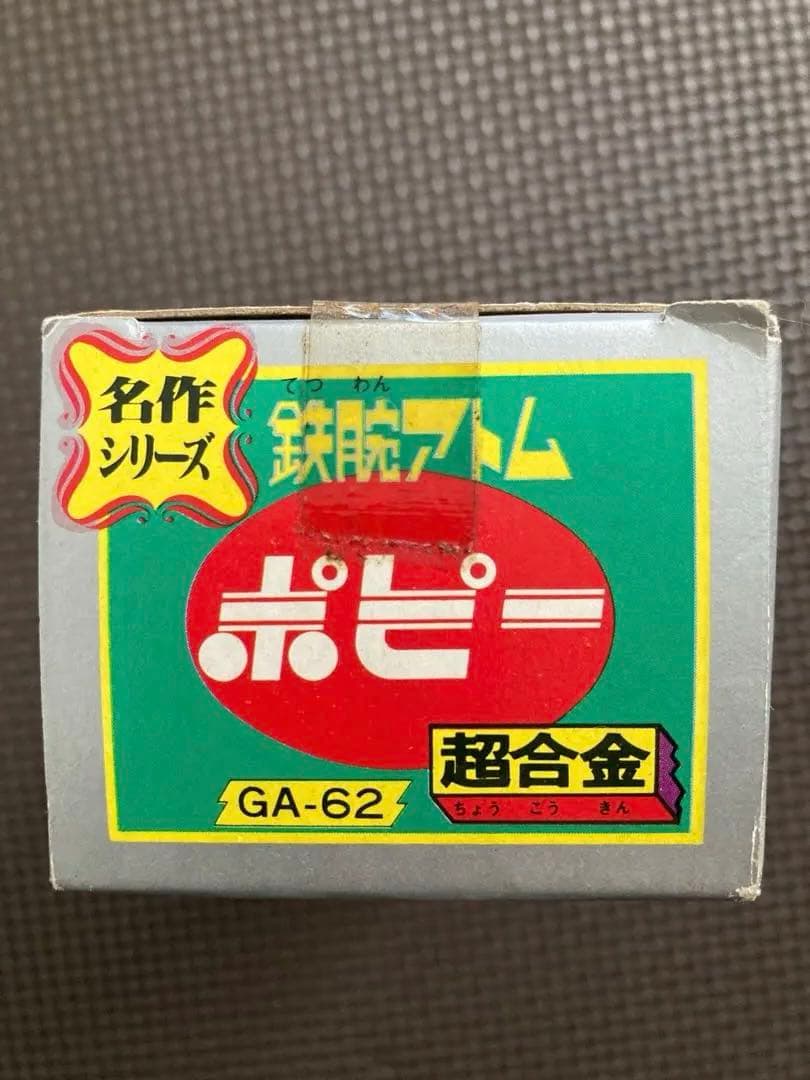 名作
シリーズ
てつ わん
鉄腕アトム
ポピー
超合金
ちょう ごう きん
GA-62